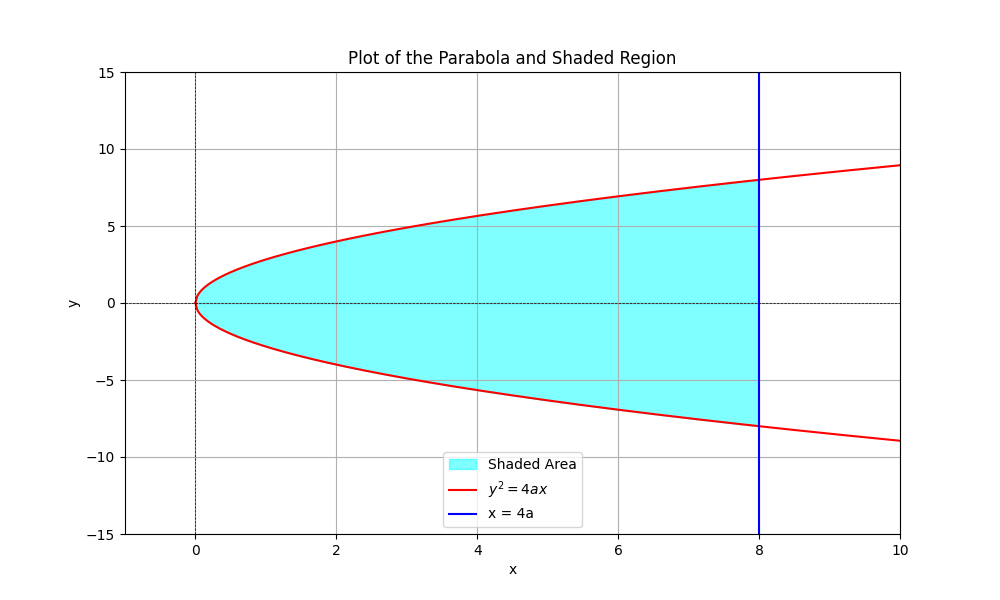 Plot of the Parabola and Shaded Region
15
10
5
0
−5
−10
−15
y
0
2
4
6
8
10
x
Shaded Area
y² = 4ax
x = 4a